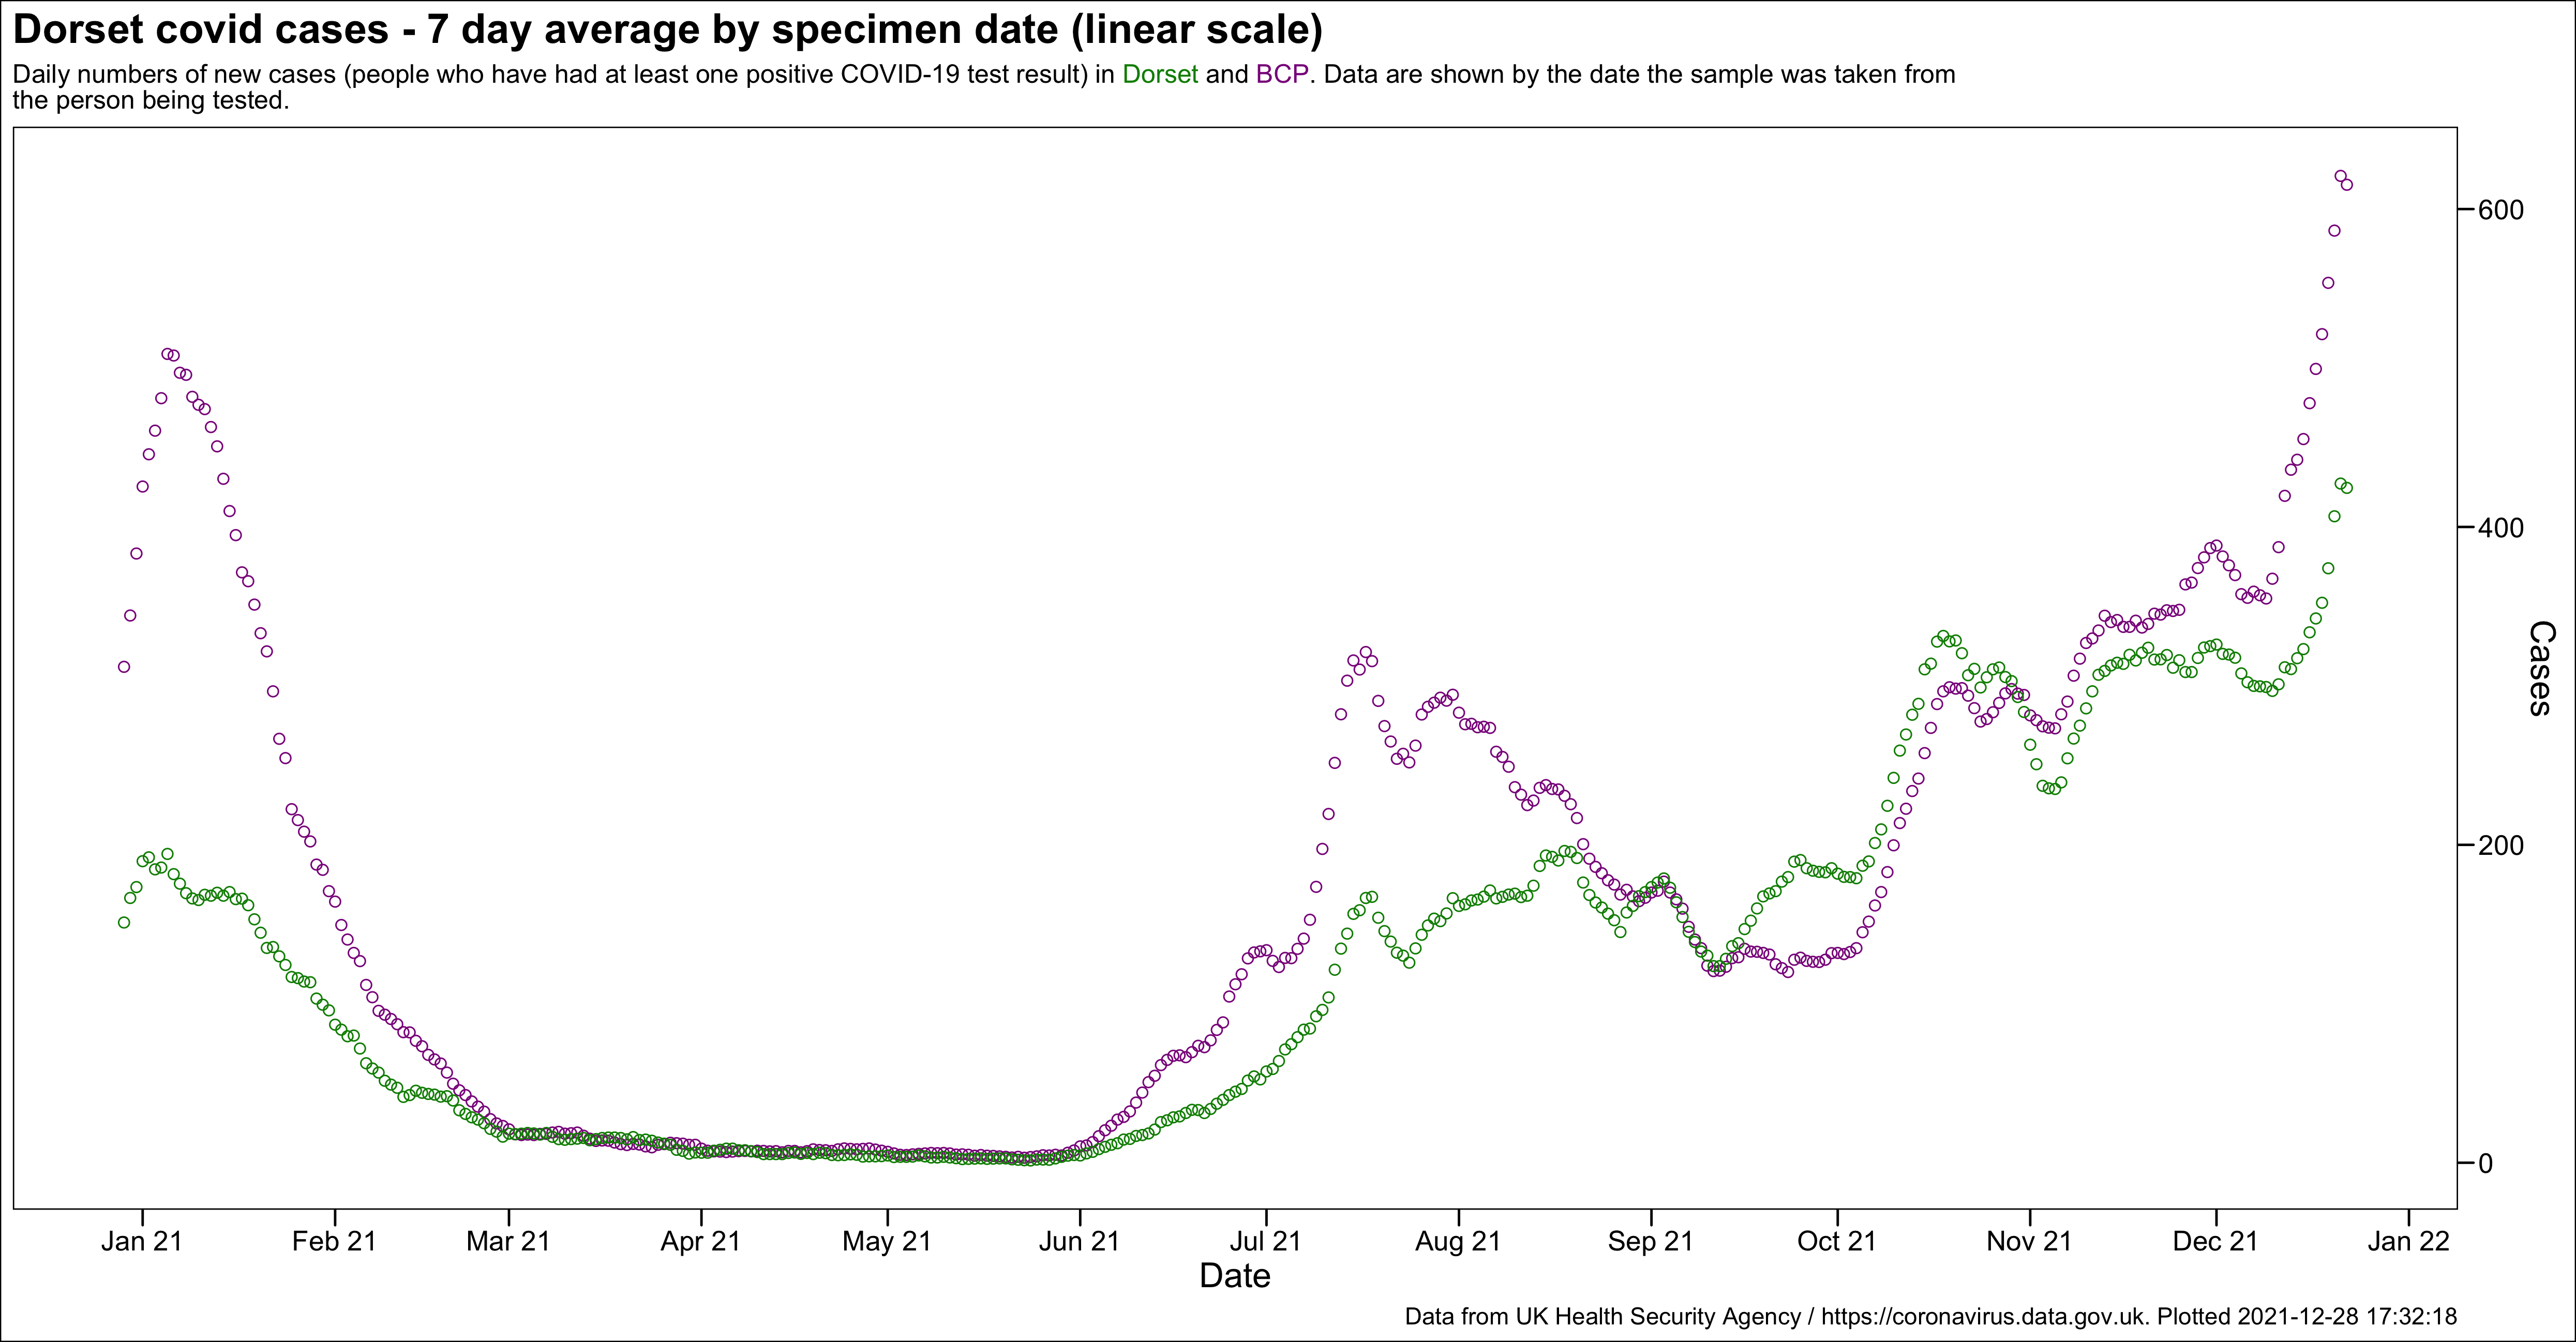 Dorset covid cases - 7 day average by specimen date (linear scale)
Daily numbers of new cases (people who have had at least one positive COVID-19 test result) in Dorset and BCP. Data are shown by the date the sample was taken from
the person being tested.
600
400
200
0
Cases
Jan 21 Feb 21 Mar 21 Apr 21 May 21 Jun 21 Jul 21 Aug 21 Sep 21 Oct 21 Nov 21 Dec 21 Jan 22
Date
Data from UK Health Security Agency / https://coronavirus.data.gov.uk. Plotted 2021-12-28 17:32:18